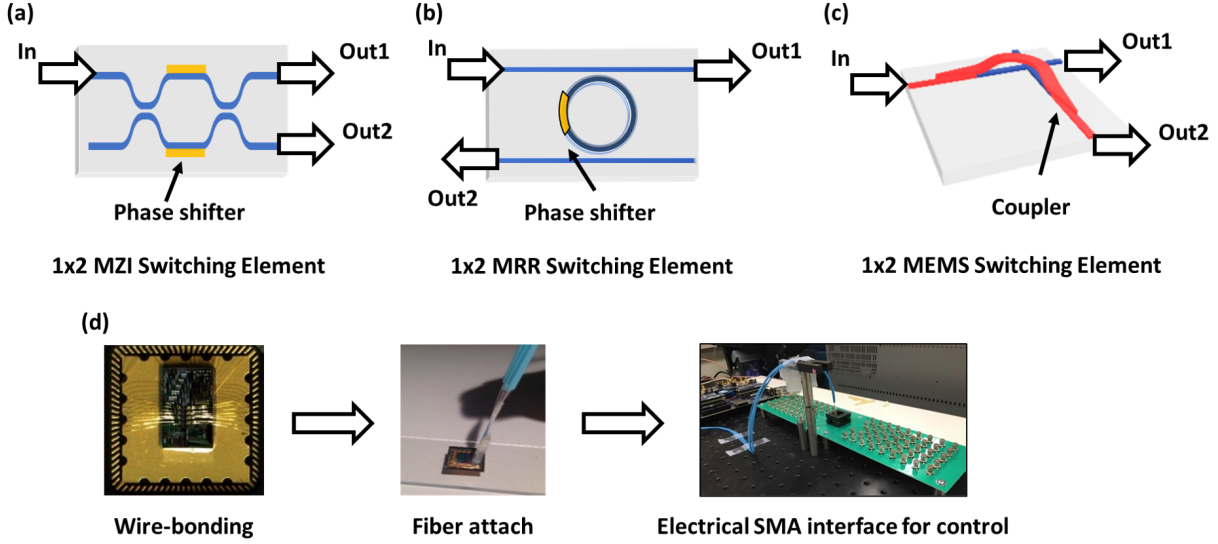 (a)
In
Out1
Out2
Phase shifter
1x2 MZI Switching Element
(b)
In
Out1
Out2
Phase shifter
1x2 MRR Switching Element
(c)
In
Out1
Out2
Coupler
1x2 MEMS Switching Element
(d)
Wire-bonding
Fiber attach
Electrical SMA interface for control